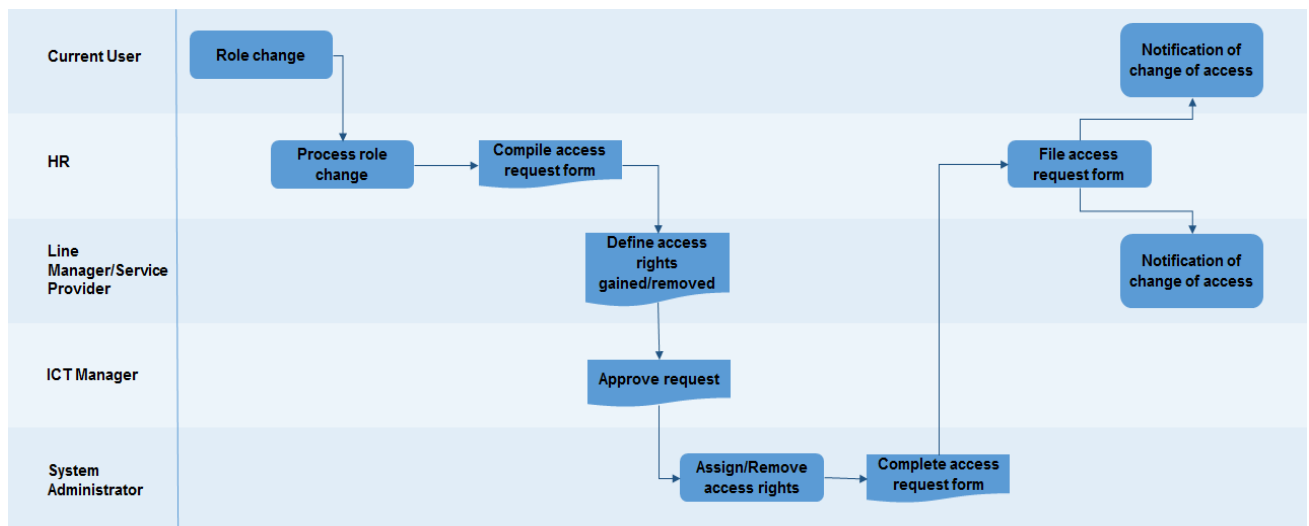 Current User
Role change
Notification of
change of access
HR
Process role
change
Compile access
request form
File access
request form
Line
Manager/Service
Provider
Define access
rights
gained/removed
Notification of
change of access
ICT Manager
Approve request
System
Administrator
Assign/Remove
access rights
Complete access
request form